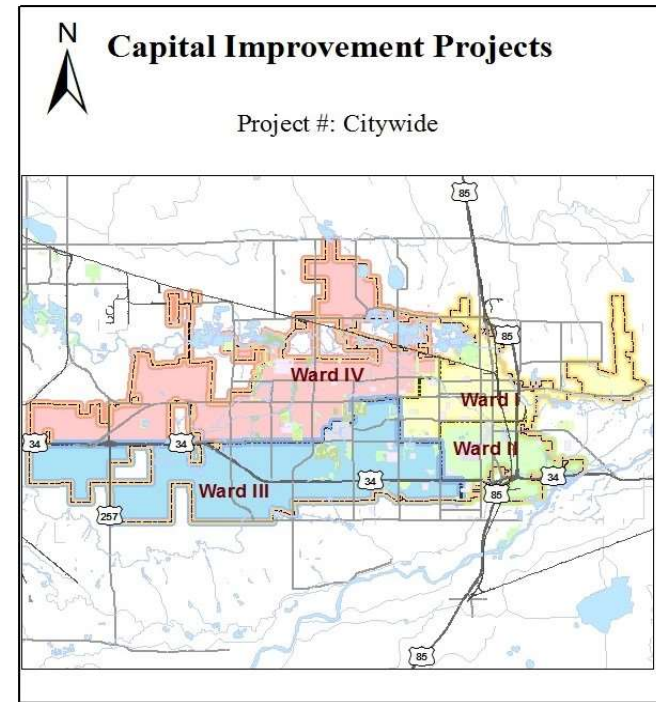 N
Capital Improvement Projects
Project #: Citywide
85
85
Ward IV
Ward I
34
34
Ward II
34
34
Ward III
85
257
85